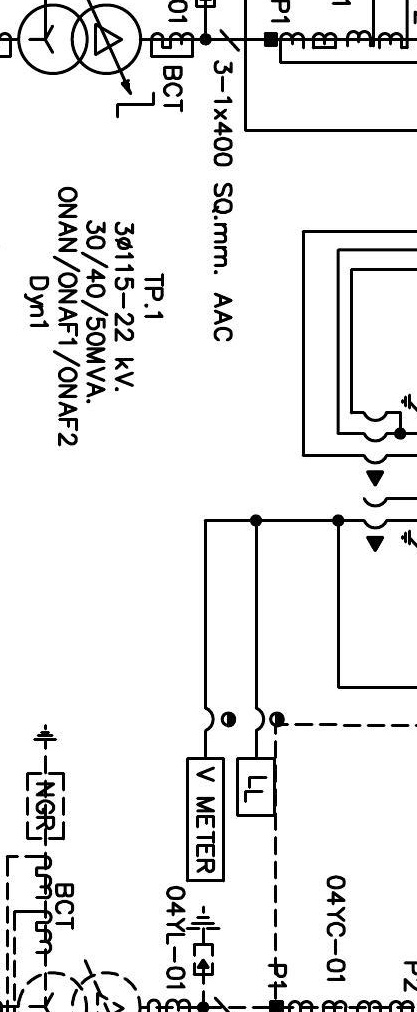 01
P1
1
BCT
3-1x400 SQ.mm. AAC
TP.1
3ø115-22 kV.
30/40/50MVA.
ONAN/ONAF1/ONAF2
Dyn1
V METER
LL
NGR
BCT
04YL-01
04YC-01
P1
P2